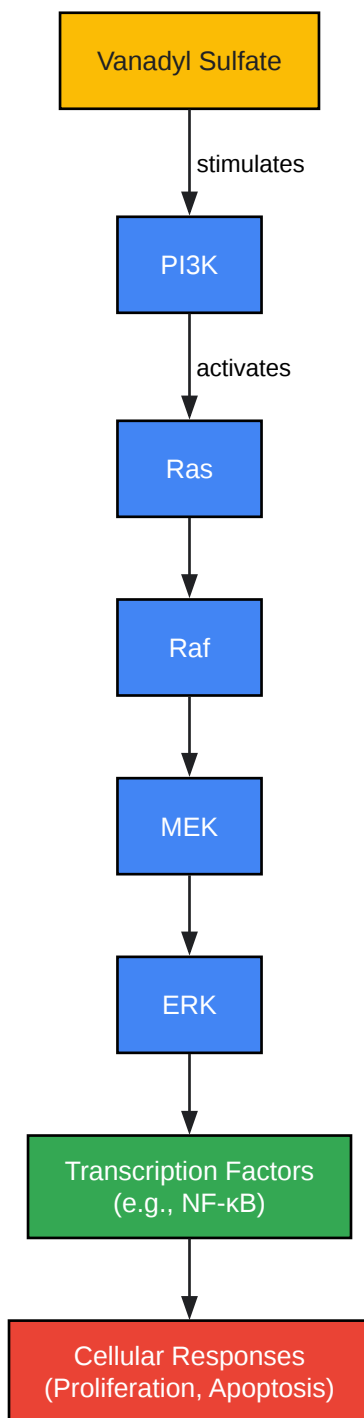 Vanadyl Sulfate
stimulates
PI3K
activates
Ras
Raf
MEK
ERK
Transcription Factors
(e.g., NF-κB)
Cellular Responses
(Proliferation, Apoptosis)